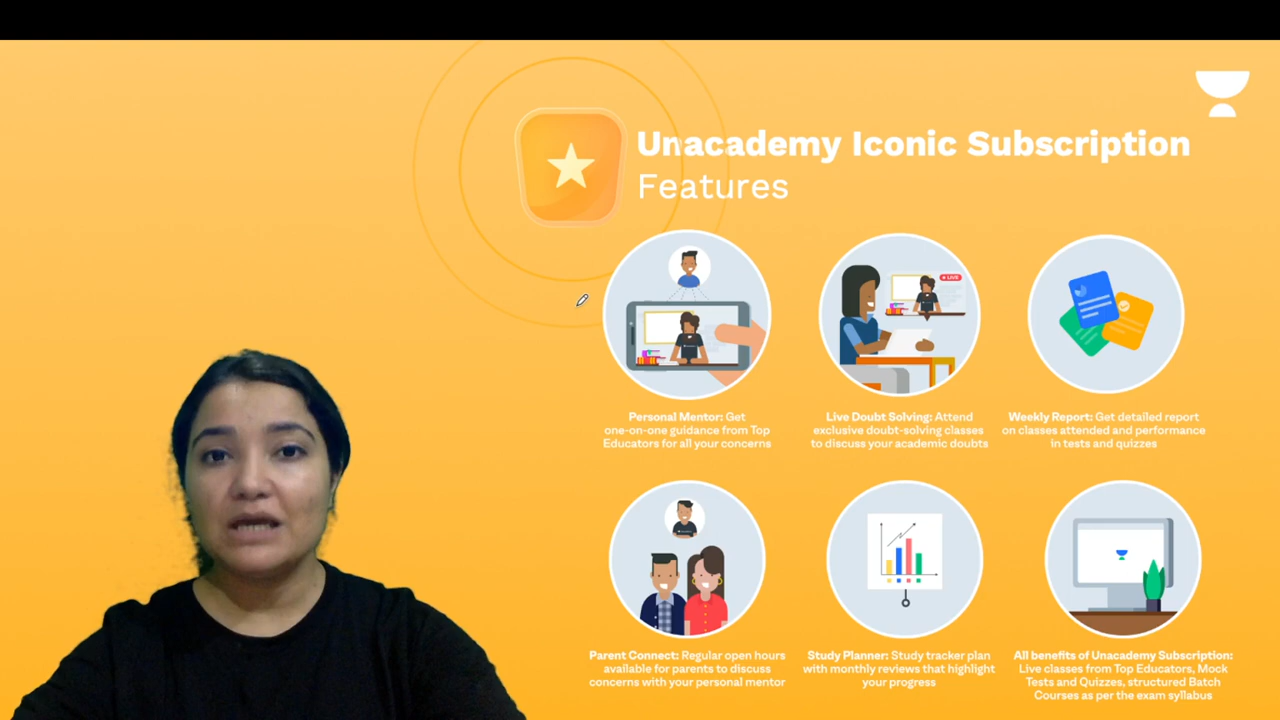 Unacademy Iconic Subscription
Features
LIVE
Personal Mentor: Get
one-on-one guidance from Top
Educators for all your concerns
Live Doubt Solving: Attend
exclusive doubt-solving classes
to discuss your academic doubts
Weekly Report: Get detailed report
on classes attended and performance
in tests and quizzes
Parent Connect: Regular open hours
available for parents to discuss
concerns with your personal mentor
Study Planner: Study tracker plan
with monthly reviews that highlight
your progress
All benefits of Unacademy Subscription:
Live classes from Top Educators, Mock
Tests and Quizzes, structured Batch
Courses as per the exam syllabus